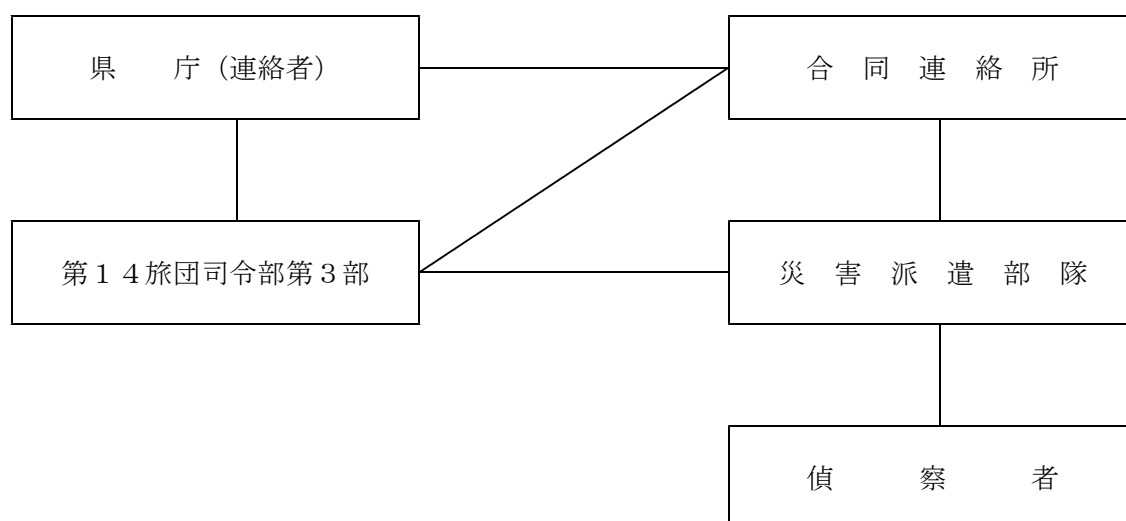 県　　庁（連絡者）
合　同　連　絡　所
第１４旅団司令部第３部
災　害　派　遣　部　隊
偵　　　察　　　者